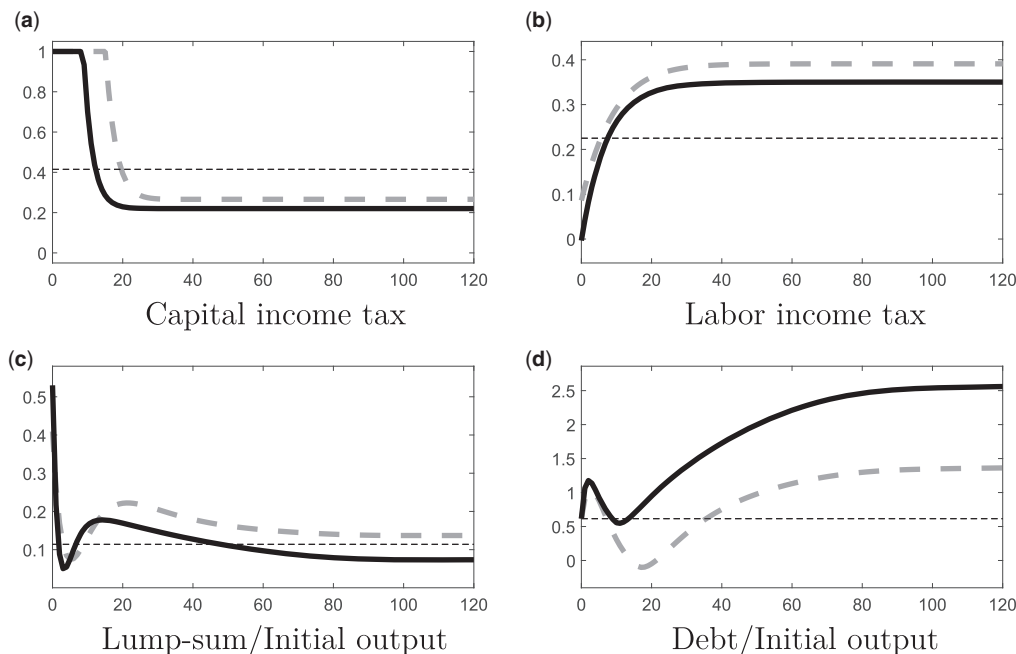 (a)
1
0.8
0.6
0.4
0.2
0
0 20 40 60 80 100 120
Capital income tax
(b)
0.4
0.3
0.2
0.1
0
0 20 40 60 80 100 120
Labor income tax
(c)
0.5
0.4
0.3
0.2
0.1
0 20 40 60 80 100 120
Lump-sum/Initial output
(d)
2.5
2
1.5
1
0.5
0
0 20 40 60 80 100 120
Debt/Initial output